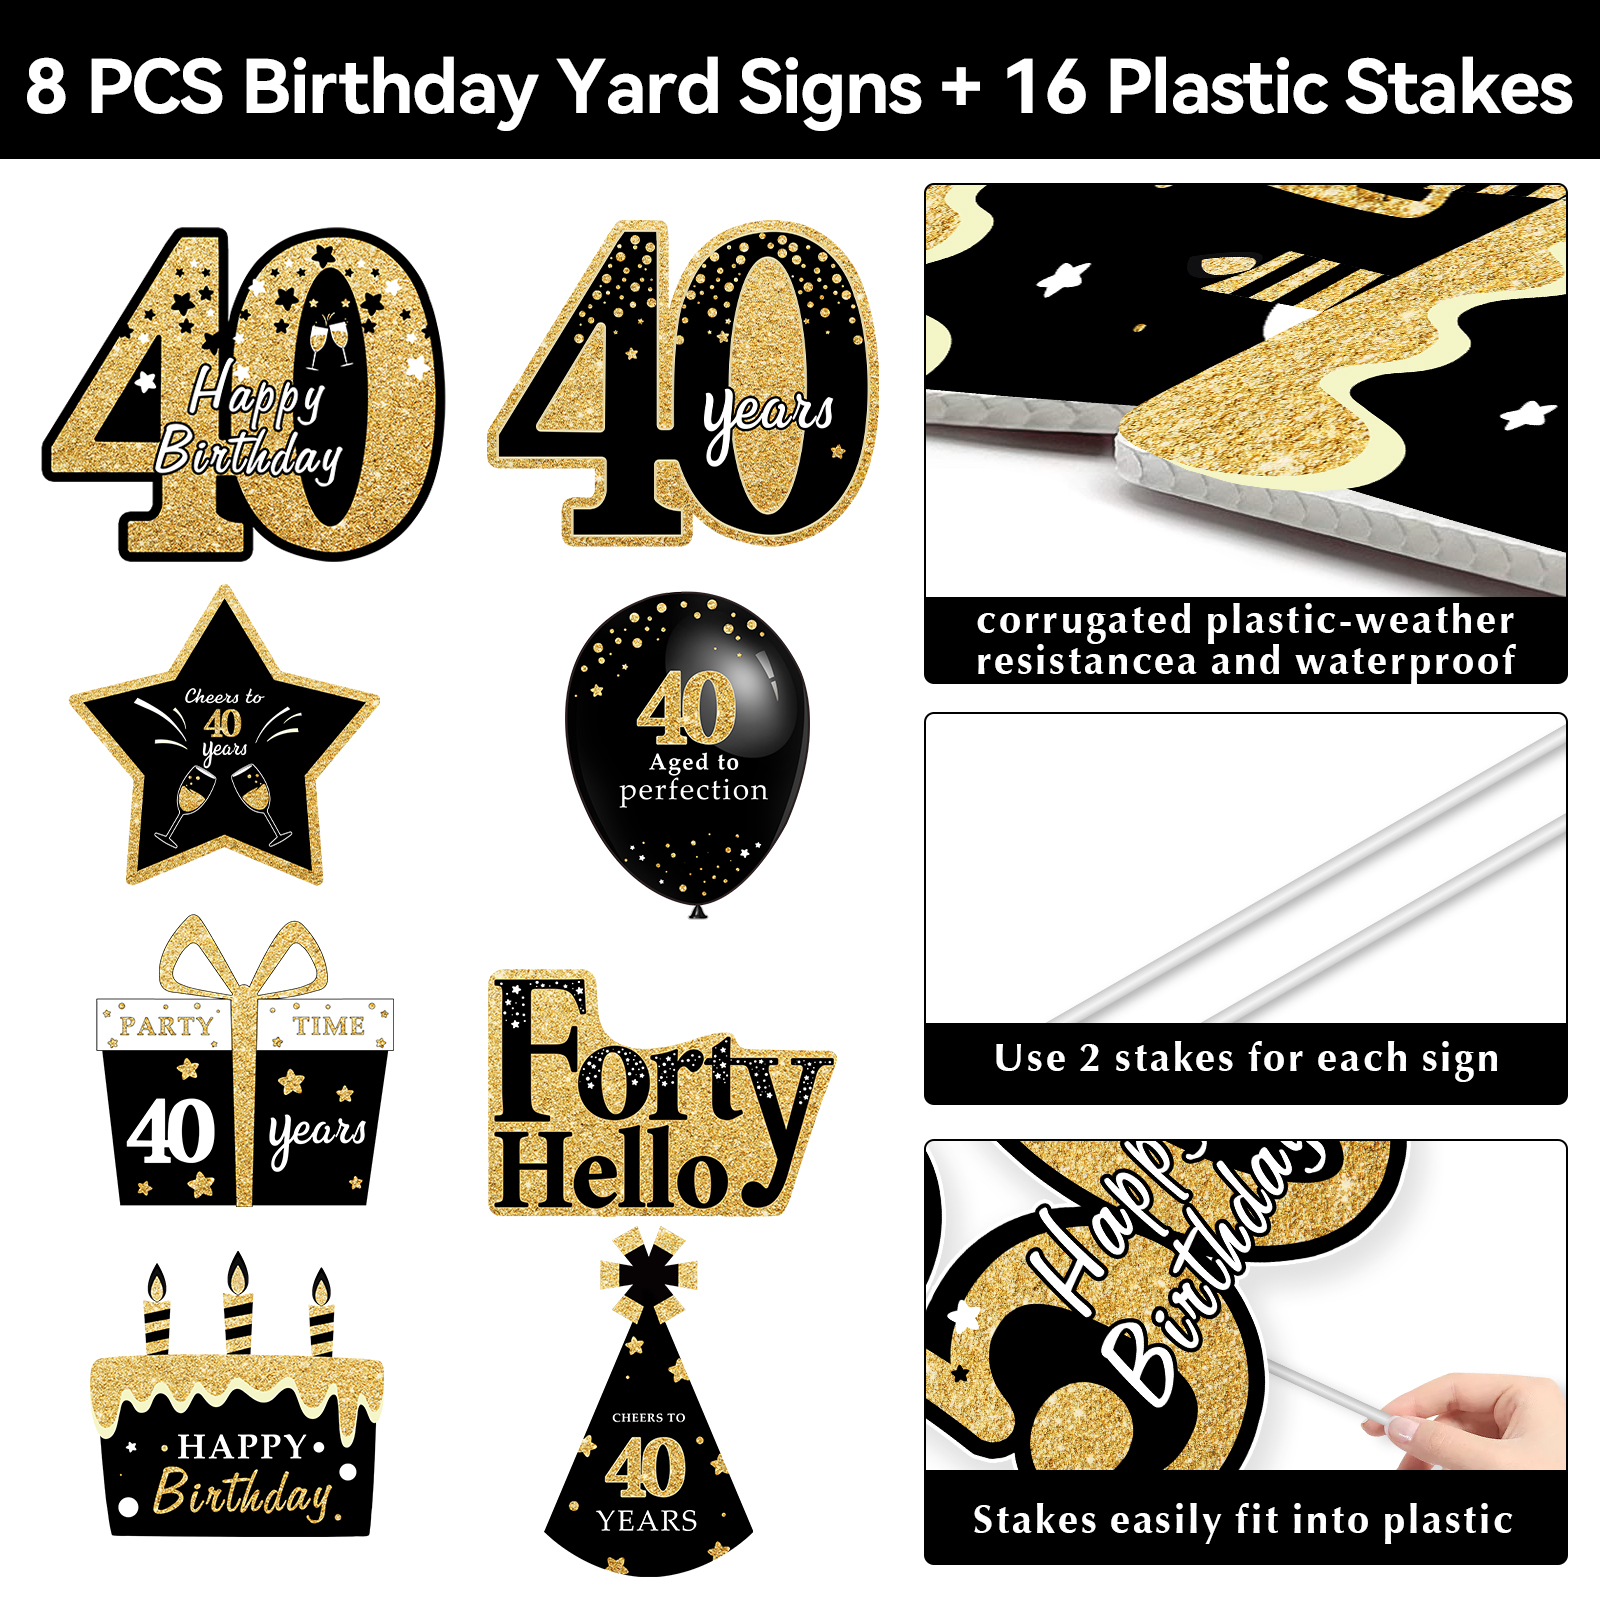 8 PCS Birthday Yard Signs + 16 Plastic Stakes
40
Happy
Birthday
40
years
Cheers to
40
years
40
Aged to
perfection
PARTY TIME
40 years
Forty
Hello
HAPPY
Birthday
CHEERS TO
40
YEARS
corrugated plastic-weather
resistancea and waterproof
Use 2 stakes for each sign
Happy
Birthday
Stakes easily fit into plastic